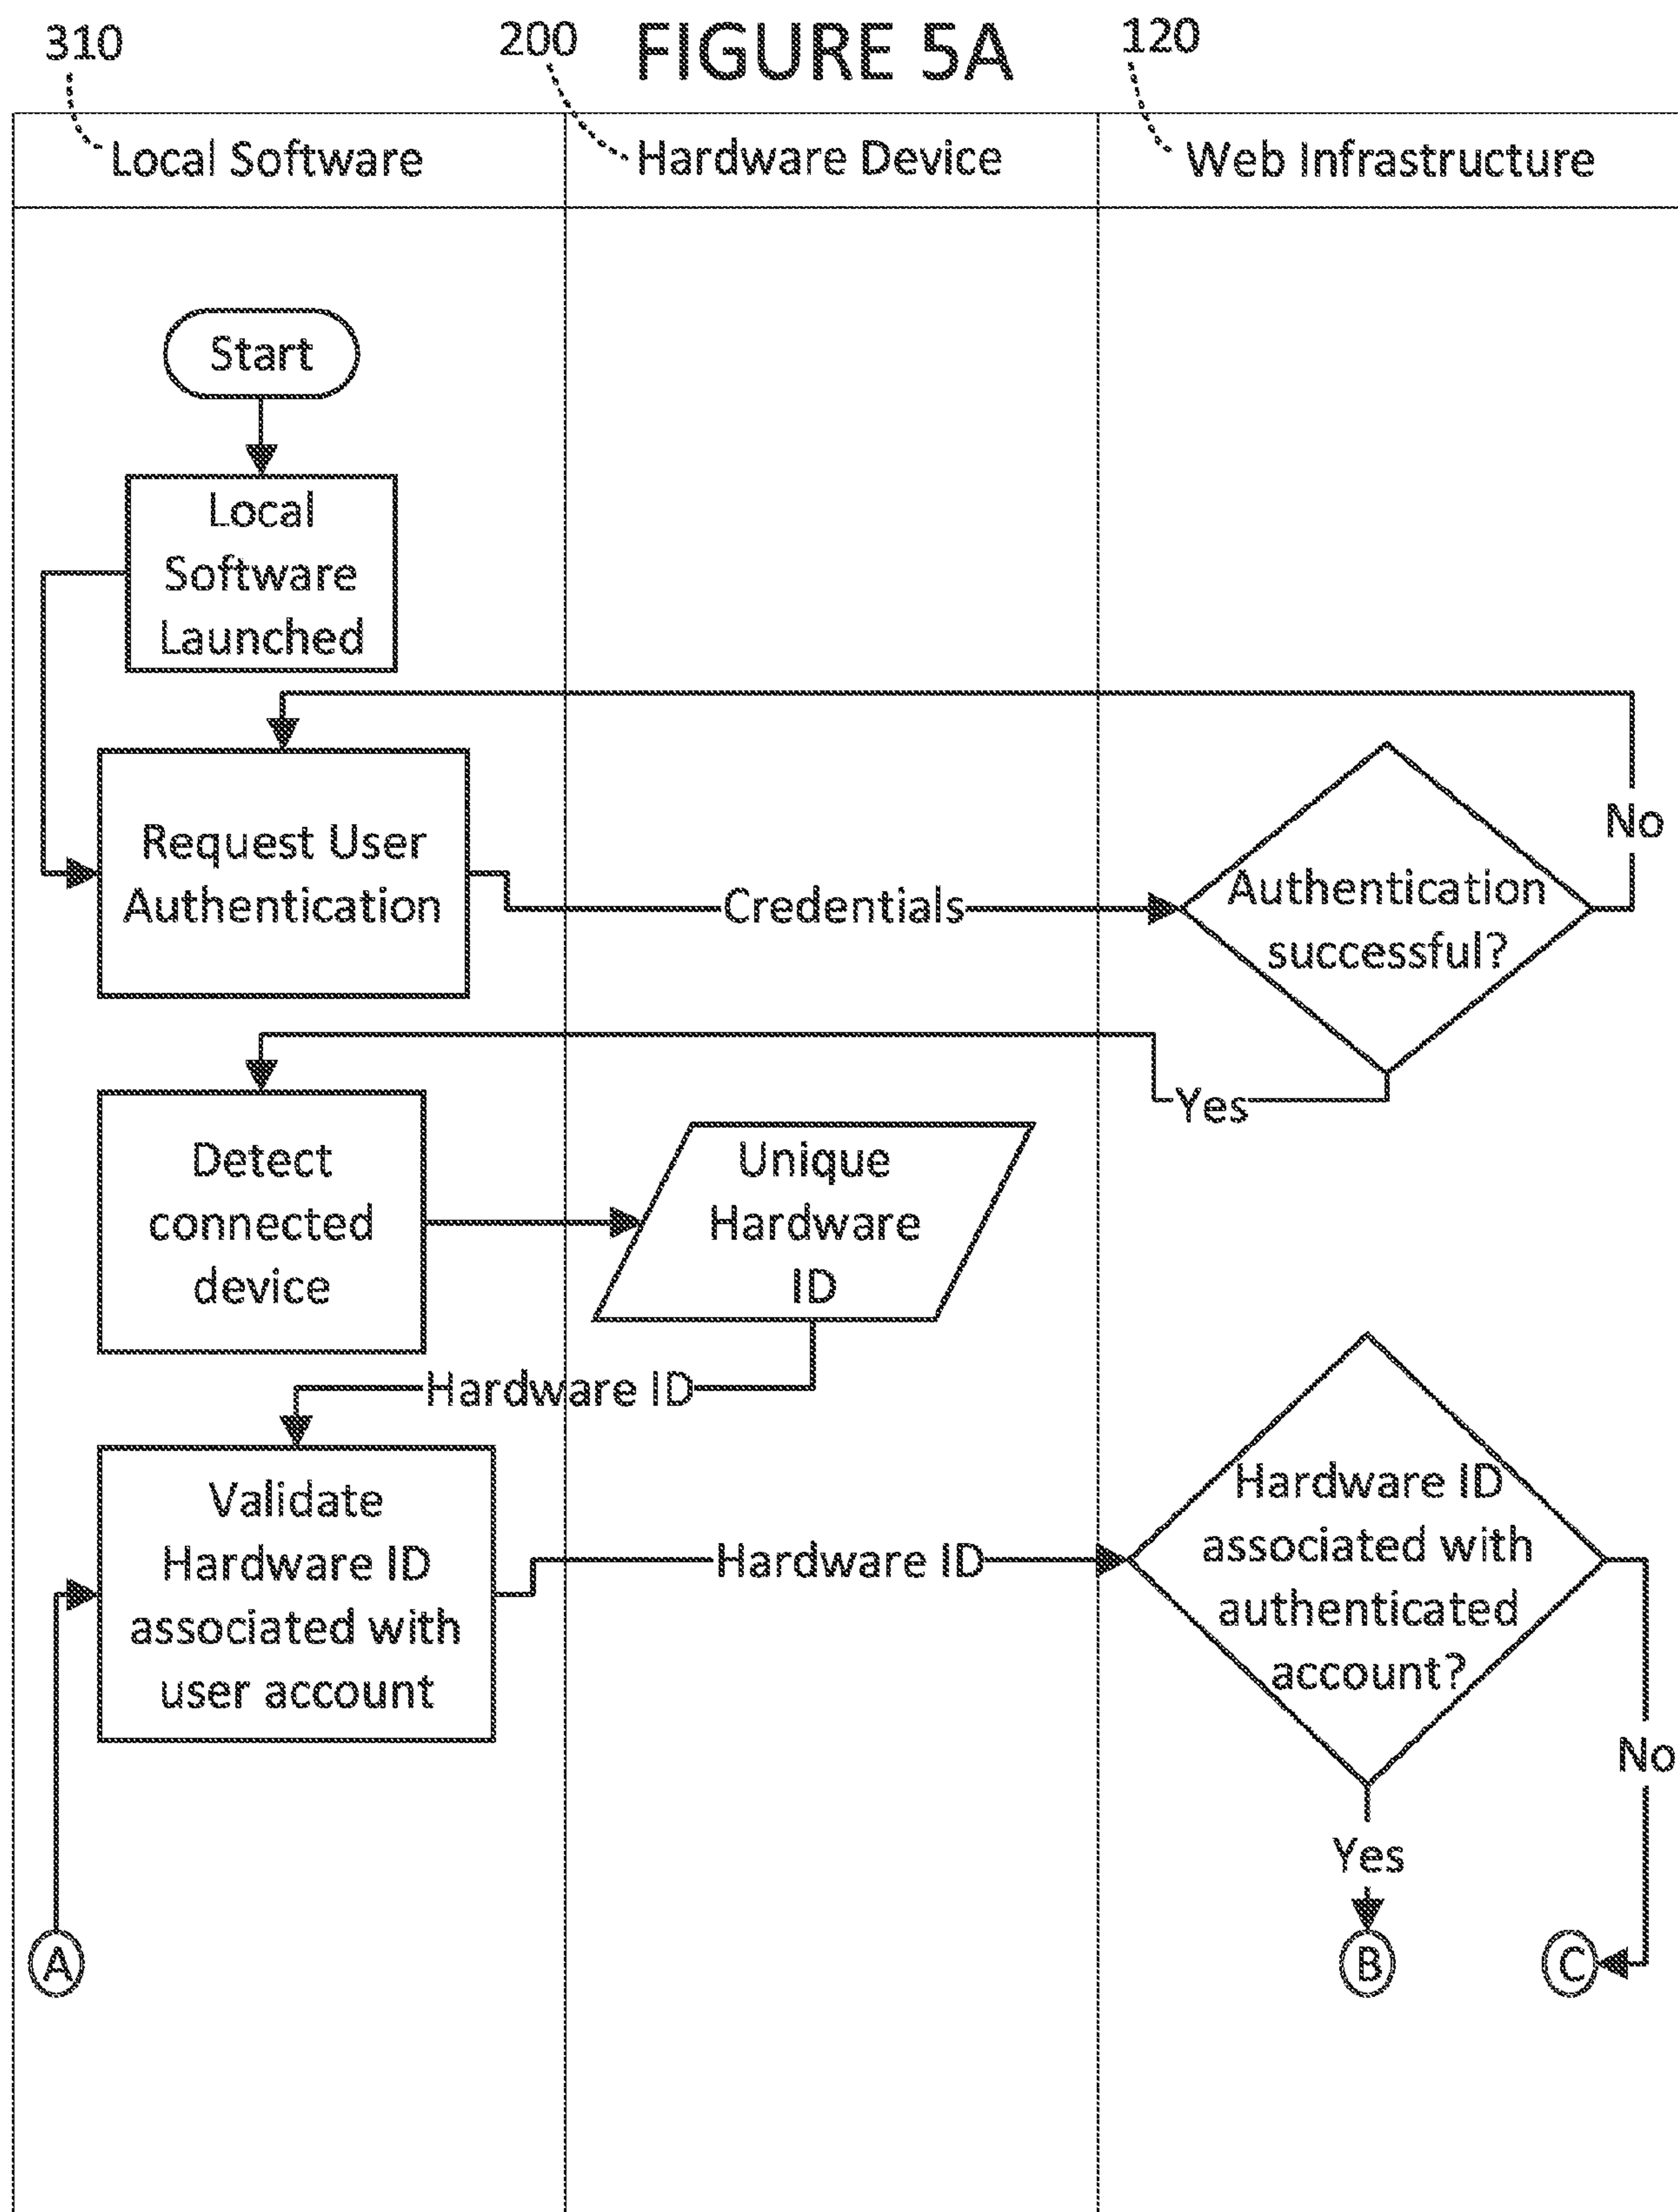 310
200
FIGURE 5A
120
Local Software
Hardware Device
Web Infrastructure
Start
Local
Software
Launched
Request User
Authentication
Credentials
Authentication
successful?
No
Yes
Detect
connected
device
Unique
Hardware
ID
Hardware ID
Validate
Hardware ID
associated with
user account
Hardware ID
Hardware ID
associated with
authenticated
account?
No
Yes
A
B
C